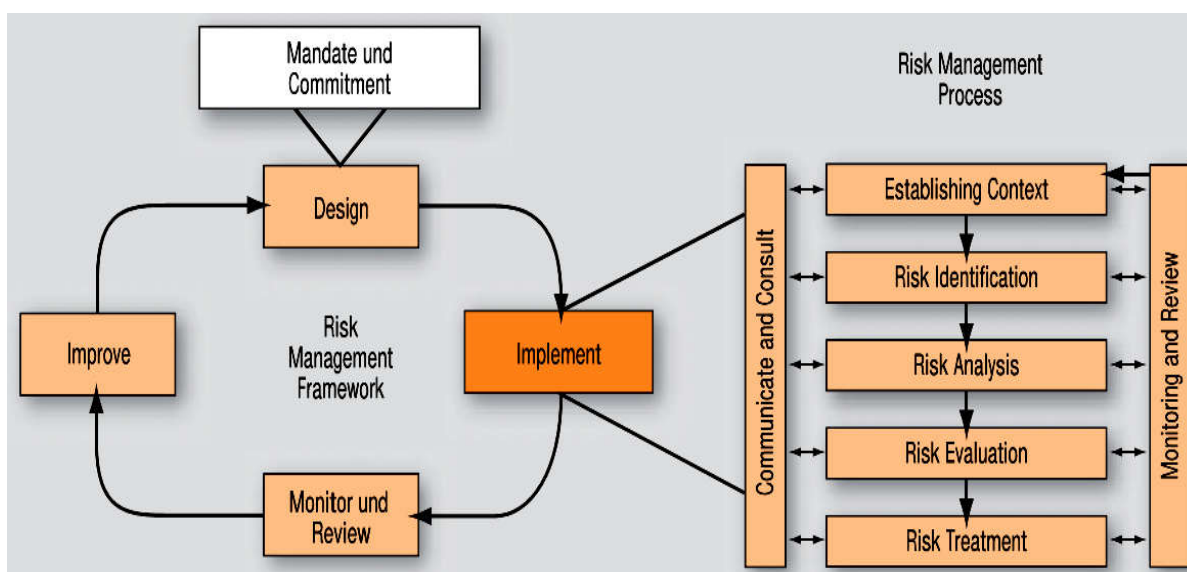 Mandate und
Commitment
Design
Improve
Risk
Management
Framework
Implement
Monitor und
Review
Risk Management
Process
Communicate and Consult
Establishing Context
Risk Identification
Risk Analysis
Risk Evaluation
Risk Treatment
Monitoring and Review